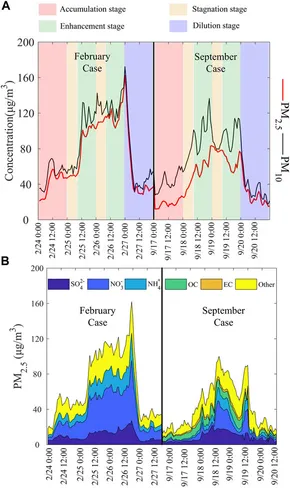 A
Accumulation stage
Stagnation stage
Enhancement stage
Dilution stage
200
160
120
80
40
0
Concentration(µg/m³)
February
Case
September
Case
PM₂.₅
PM₁₀
2/24 0:00
2/24 12:00
2/25 0:00
2/25 12:00
2/26 0:00
2/26 12:00
2/27 0:00
2/27 12:00
9/17 0:00
9/17 12:00
9/18 0:00
9/18 12:00
9/19 0:00
9/19 12:00
9/20 0:00
9/20 12:00
B
200
160
120
80
40
0
PM₂.₅ (µg/m³)
SO₄²⁻
NO₃⁻
NH₄⁺
OC
EC
Other
February
Case
September
Case
2/24 0:00
2/24 12:00
2/25 0:00
2/25 12:00
2/26 0:00
2/26 12:00
2/27 0:00
2/27 12:00
9/17 0:00
9/17 12:00
9/18 0:00
9/18 12:00
9/19 0:00
9/19 12:00
9/20 0:00
9/20 12:00